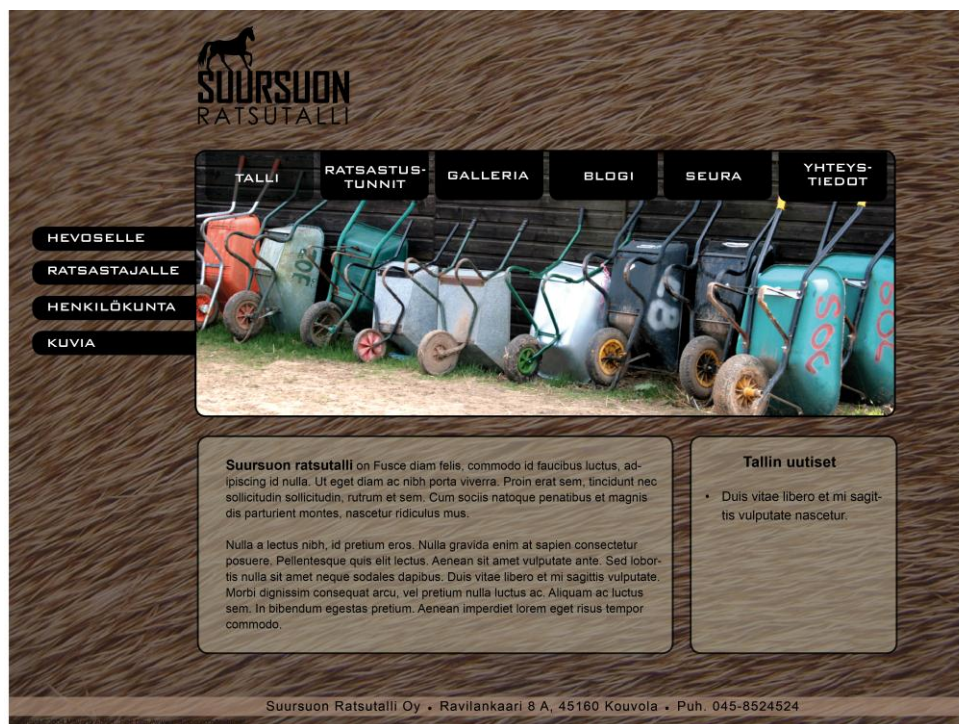 SUURSUON
RATSUTALLI
TALLI
RATSASTUS-
TUNNIT
GALLERIA
BLOGI
SEURA
YHTEYS-
TIEDOT
HEVOSELLE
RATSASTAJALLE
HENKILÖKUNTA
KUVIA
SOC
Suursuon ratsutalli on Fusce diam felis, commodo id faucibus luctus, ad-
ipiscing id nulla. Ut eget diam ac nibh porta viverra. Proin erat sem, tincidunt nec
sollicitudin sollicitudin, rutrum et sem. Cum sociis natoque penatibus et magnis
dis parturient montes, nascetur ridiculus mus.
Nulla a lectus nibh, id pretium eros. Nulla gravida enim at sapien consectetur
posuere. Pellentesque quis elit lectus. Aenean sit amet vulputate ante. Sed lobor-
tis nulla sit amet neque sodales dapibus. Duis vitae libero et mi sagittis vulputate.
Morbi dignissim consequat arcu, vel pretium nulla luctus ac. Aliquam ac luctus
sem. In bibendum egestas pretium. Aenean imperdiet lorem eget risus tempor
commodo.
Tallin uutiset
• Duis vitae libero et mi sagit-
tis vulputate nascetur.
Suursuon Ratsutalli Oy • Ravilankaari 8 A, 45160 Kouvola • Puh. 045-8524524